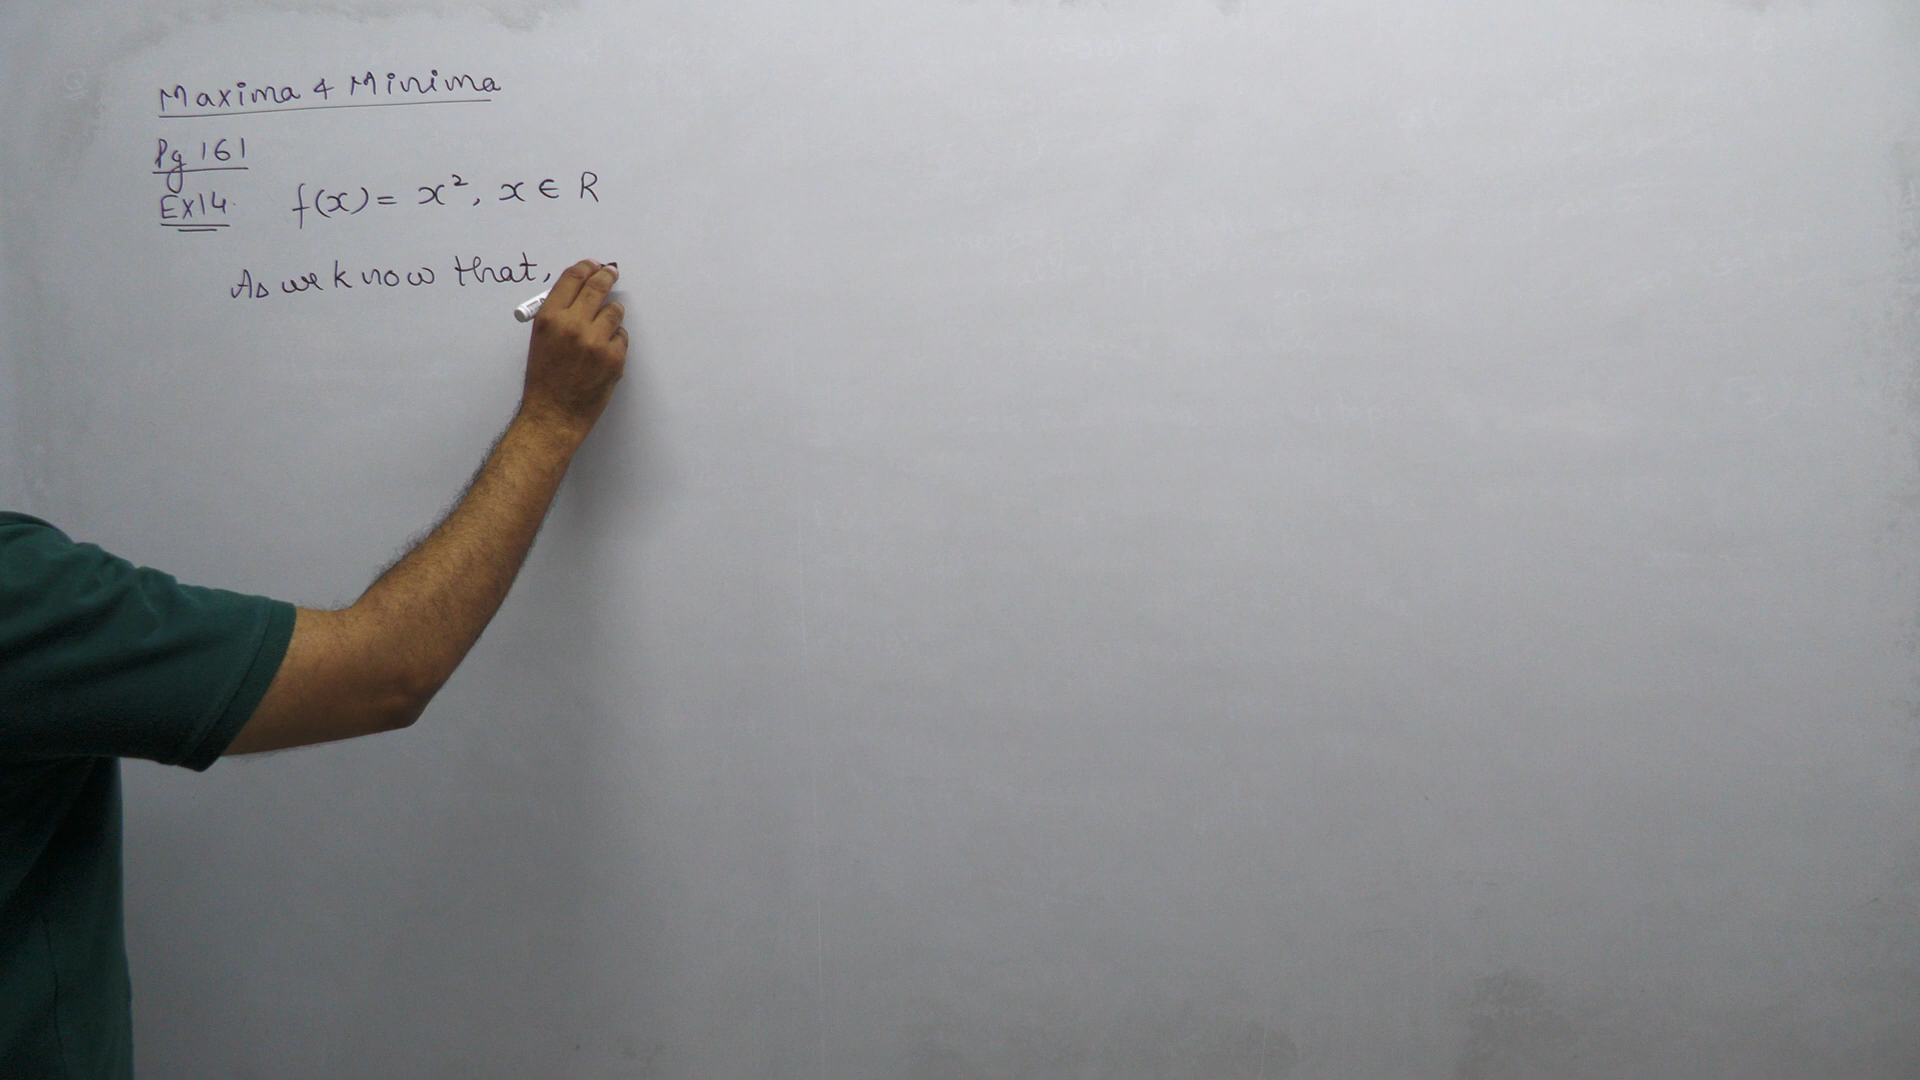 Maxima & Minima
Pg 161
Ex14. f(x) = x², x ∈ R
As we know that,